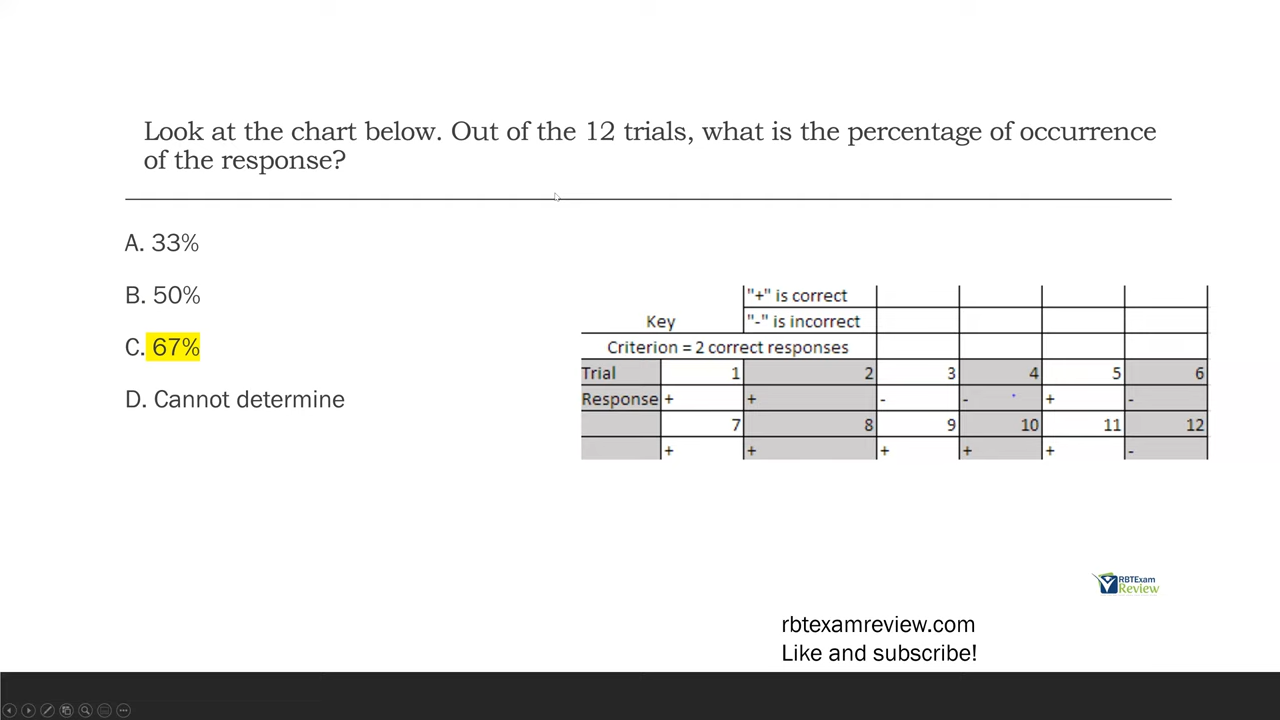 Look at the chart below. Out of the 12 trials, what is the percentage of occurrence
of the response?
A. 33%
B. 50%
C. 67%
D. Cannot determine
"+" is correct
Key "-" is incorrect
Criterion = 2 correct responses
Trial 1 2 3 4 5 6
Response + + - - + -
7 8 9 10 11 12
+ + + + + -
RBTExam
Review
rbtexamreview.com
Like and subscribe!